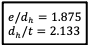 e/d_h = 1.875
d_h/t = 2.133